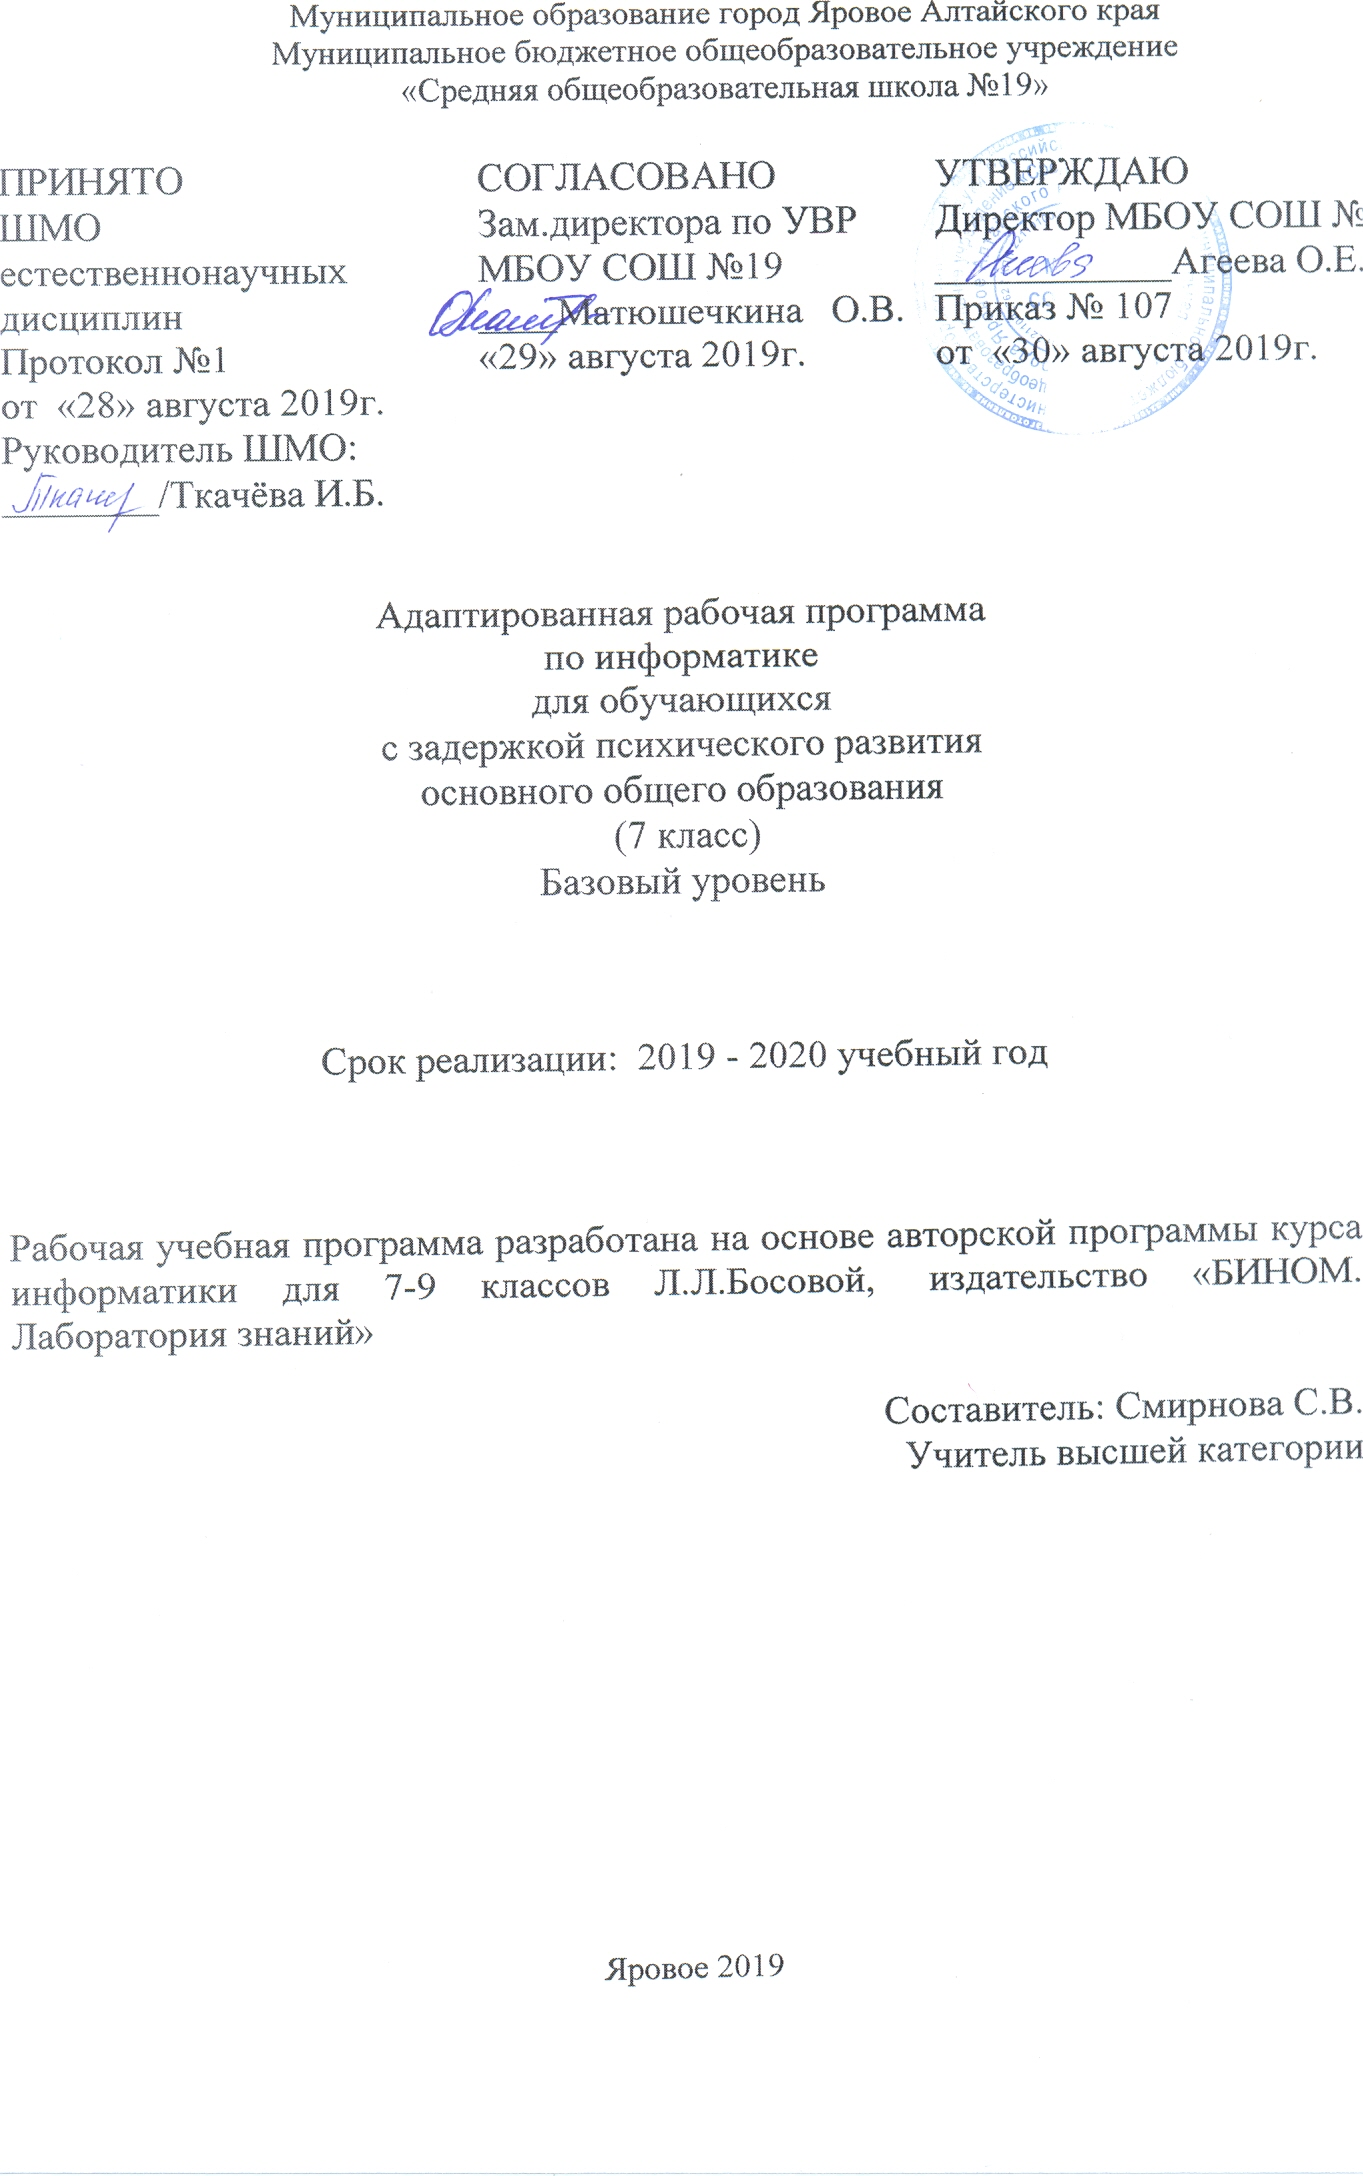 Муниципальное образование город Яровое Алтайского края
Муниципальное бюджетное общеобразовательное учреждение
«Средняя общеобразовательная школа №19»
ПРИНЯТО
ШМО
естественнонаучных
дисциплин
Протокол №1
от «28» августа 2019г.
Руководитель ШМО:
/Ткачёва И.Б.
СОГЛАСОВАНО
Зам.директора по УВР
МБОУ СОШ №19
Матюшечкина О.В.
«29» августа 2019г.
УТВЕРЖДАЮ
Директор МБОУ СОШ №
Агеева О.Е.
Приказ № 107
от «30» августа 2019г.
Адаптированная рабочая программа
по информатике
для обучающихся
с задержкой психического развития
основного общего образования
(7 класс)
Базовый уровень
Срок реализации: 2019 - 2020 учебный год
Рабочая учебная программа разработана на основе авторской программы курса
информатики для 7-9 классов Л.Л.Босовой, издательство «БИНОМ.
Лаборатория знаний»
Составитель: Смирнова С.В.
Учитель высшей категории
Яровое 2019